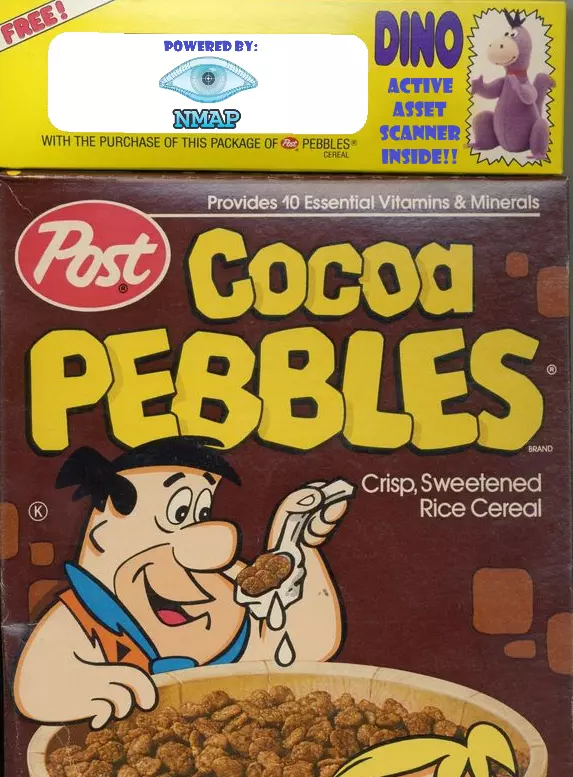 FREE!
POWERED BY:
NMAP
DINO
ACTIVE
ASSET
SCANNER
INSIDE!!
WITH THE PURCHASE OF THIS PACKAGE OF Post PEBBLES®
CEREAL
Provides 10 Essential Vitamins & Minerals
Post®
Cocoa
PEBBLES®
BRAND
Crisp, Sweetened
Rice Cereal
K